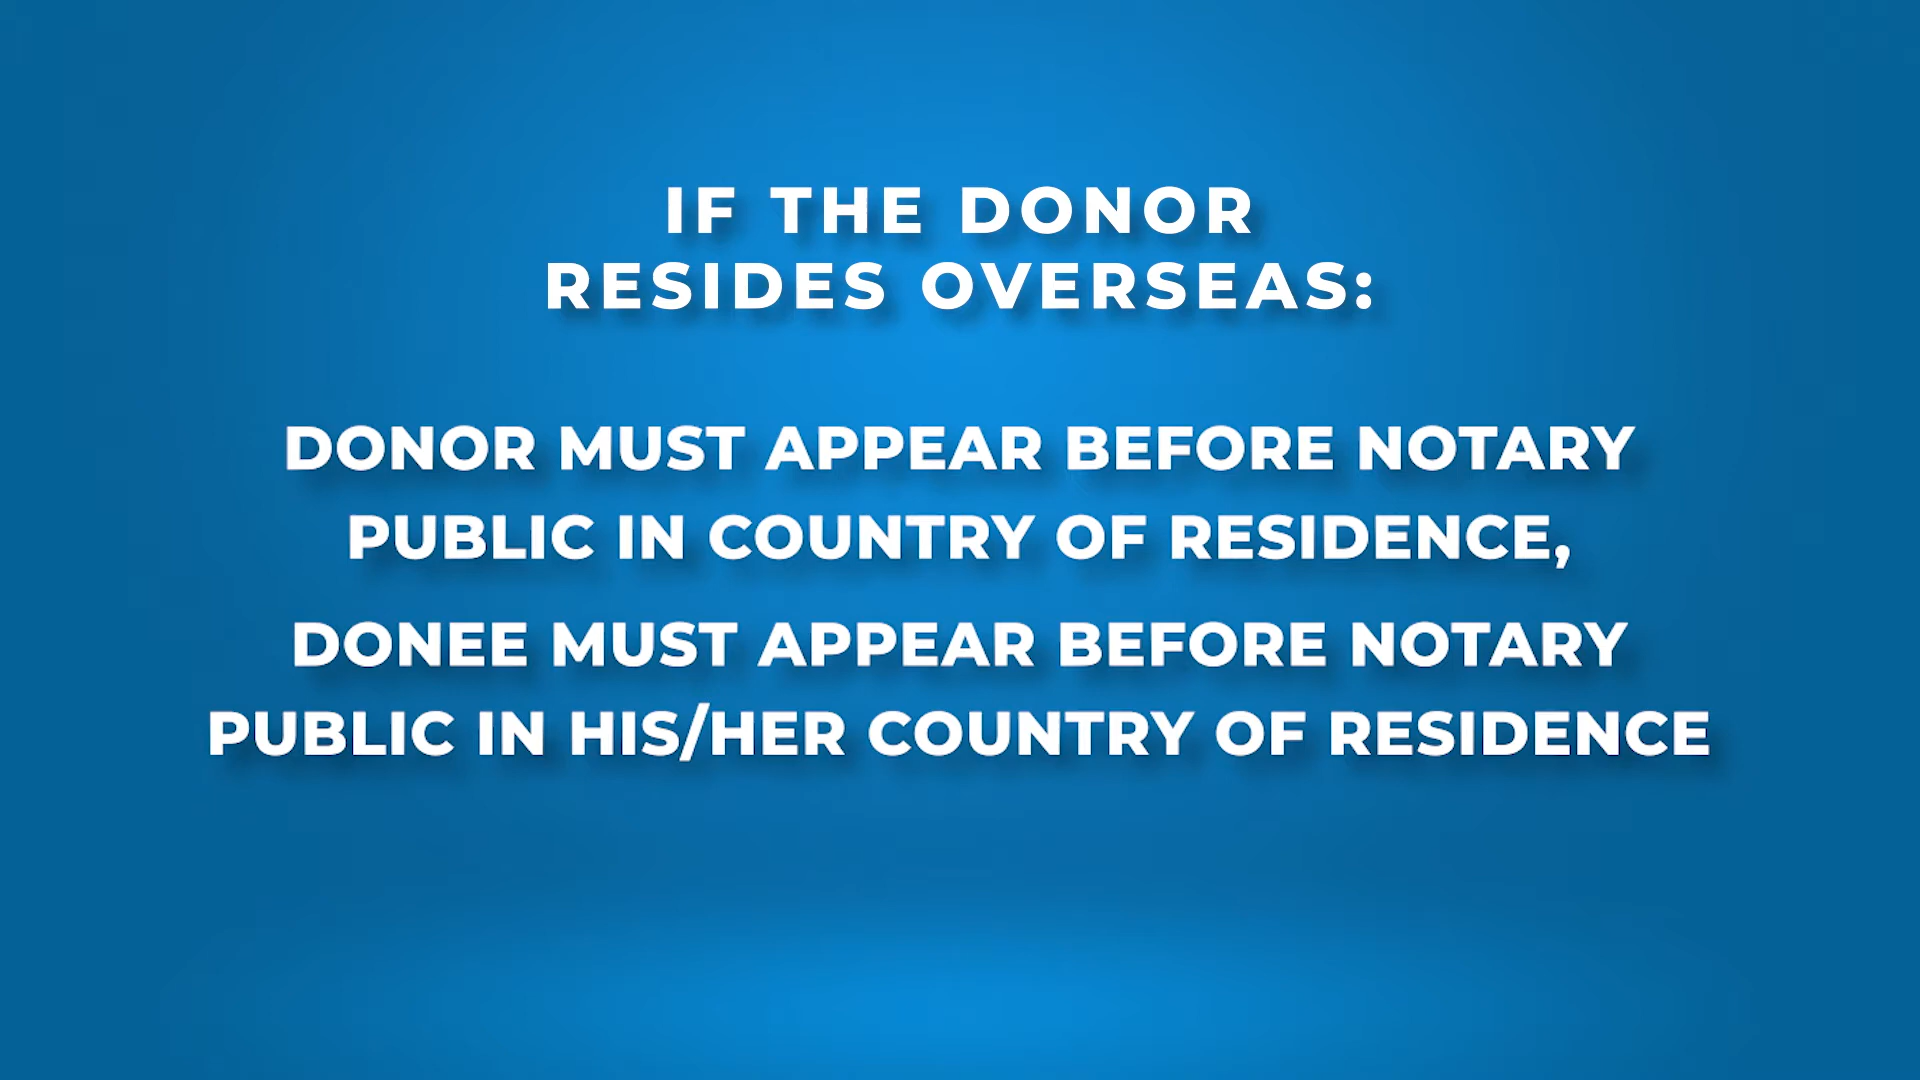 IF THE DONOR
RESIDES OVERSEAS:
DONOR MUST APPEAR BEFORE NOTARY
PUBLIC IN COUNTRY OF RESIDENCE,
DONEE MUST APPEAR BEFORE NOTARY
PUBLIC IN HIS/HER COUNTRY OF RESIDENCE